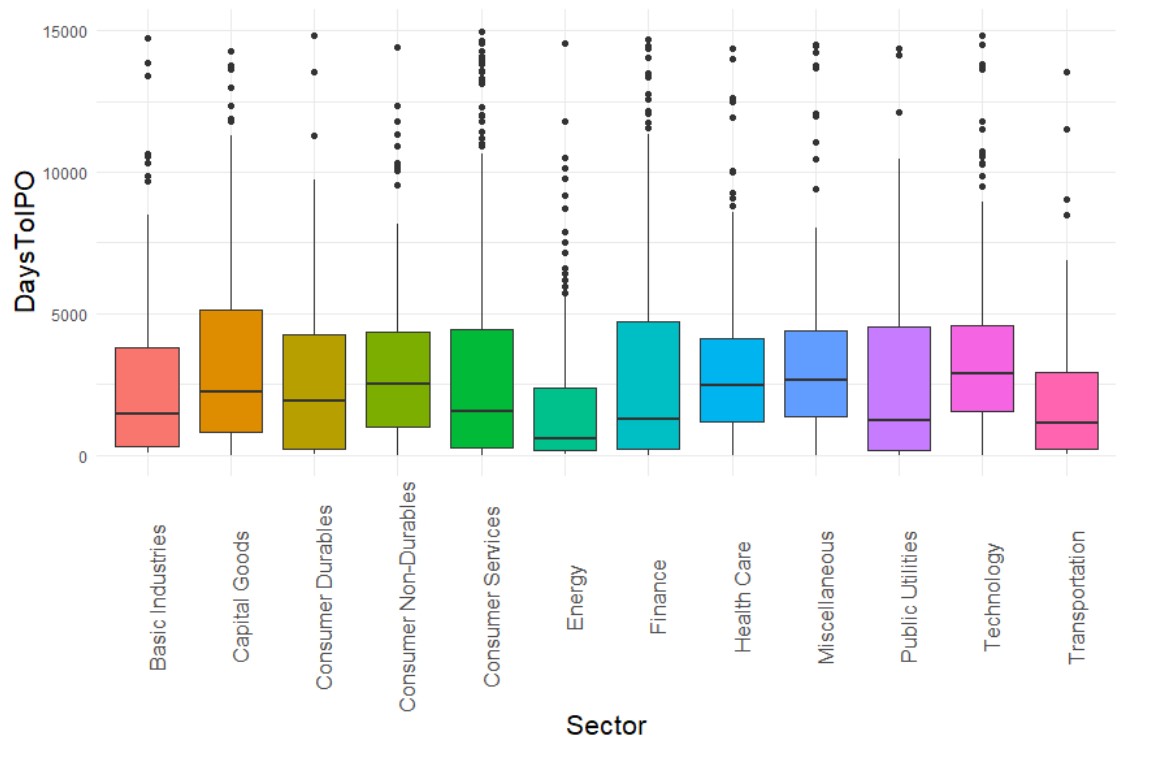 DaysToIPO
15000
10000
5000
0
Basic Industries
Capital Goods
Consumer Durables
Consumer Non-Durables
Consumer Services
Energy
Finance
Health Care
Miscellaneous
Public Utilities
Technology
Transportation
Sector